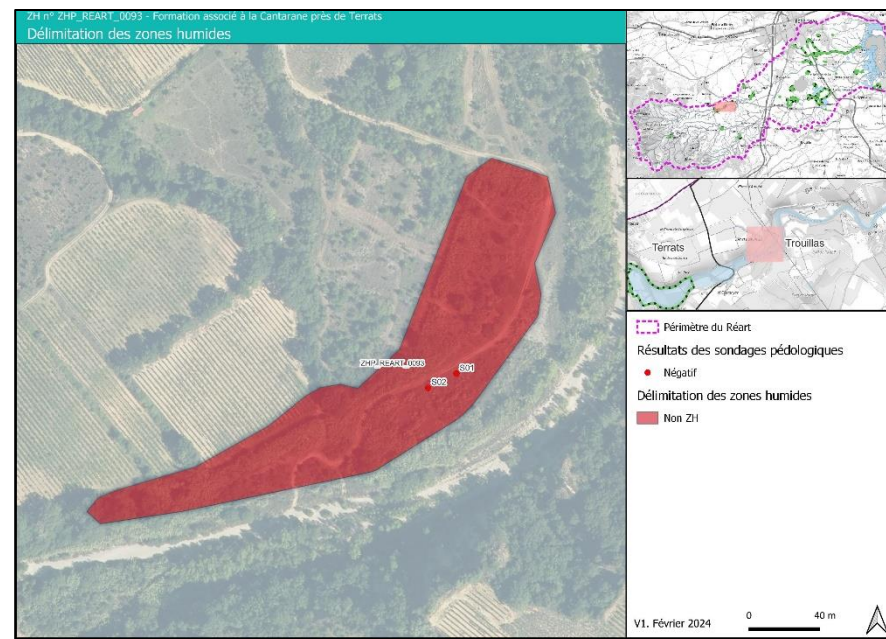 ZH n° ZHP_REART_0093 - Formation associé à la Cantarane près de Terrats
Délimitation des zones humides
ZHP_REART_0093
S01
S02
Terrats
Trouillas
Périmètre du Réart
Résultats des sondages pédologiques
Négatif
Délimitation des zones humides
Non ZH
V1. Février 2024
0 40 m